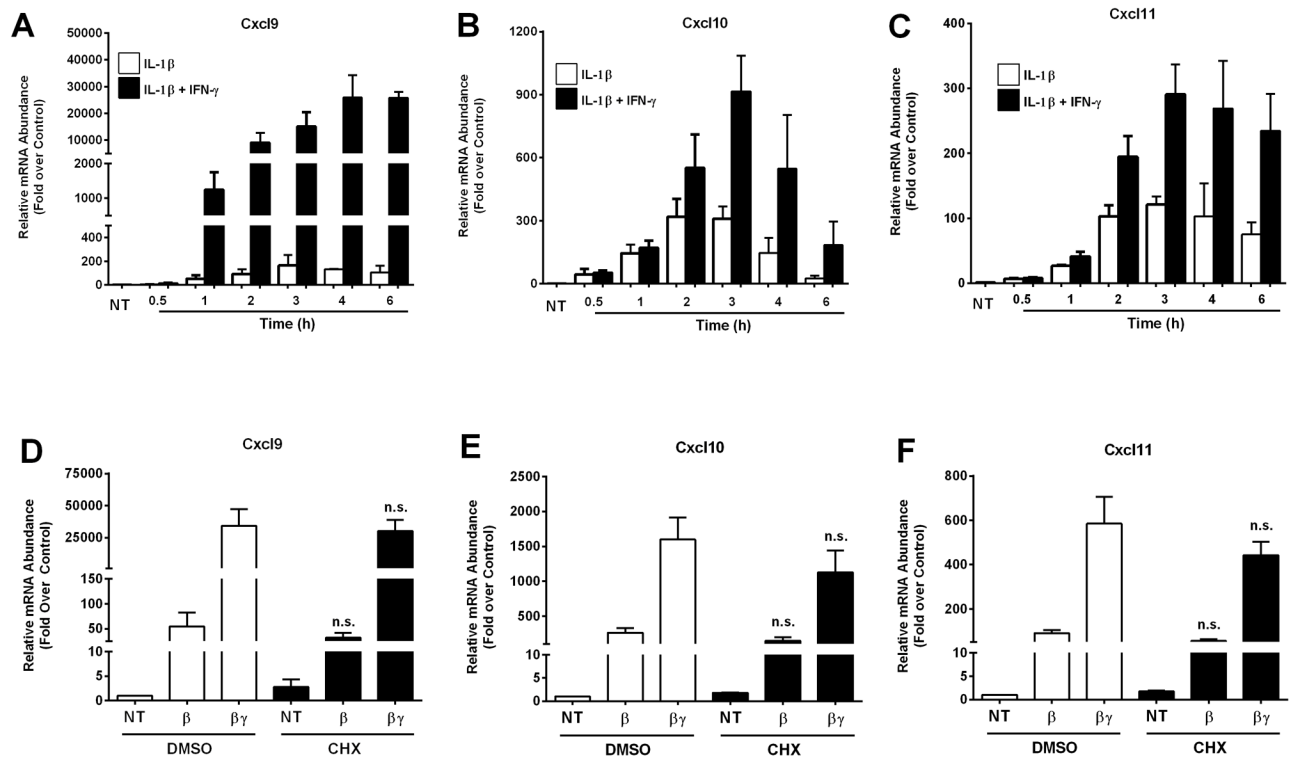 A
Cxcl9
Relative mRNA Abundance
(Fold over Control)
50000
40000
30000
20000
10000
2000
1000
400
200
0
IL-1β
IL-1β + IFN-γ
NT
0.5
1
2
3
4
6
Time (h)
B
Cxcl10
Relative mRNA Abundance
(Fold over Control)
1200
900
600
300
0
IL-1β
IL-1β + IFN-γ
NT
0.5
1
2
3
4
6
Time (h)
C
Cxcl11
Relative mRNA Abundance
(Fold over Control)
400
300
200
100
0
IL-1β
IL-1β + IFN-γ
NT
0.5
1
2
3
4
6
Time (h)
D
Cxcl9
Relative mRNA Abundance
(Fold Over Control)
75000
50000
25000
150
100
50
10
5
0
n.s.
n.s.
NT
β
βγ
NT
β
βγ
DMSO
CHX
E
Cxcl10
Relative mRNA Abundance
(Fold over Control)
2500
2000
1500
1000
500
10
5
0
n.s.
n.s.
NT
β
βγ
NT
β
βγ
DMSO
CHX
F
Cxcl11
Relative mRNA Abundance
(Fold over Control)
800
600
400
200
10
5
0
n.s.
n.s.
NT
β
βγ
NT
β
βγ
DMSO
CHX